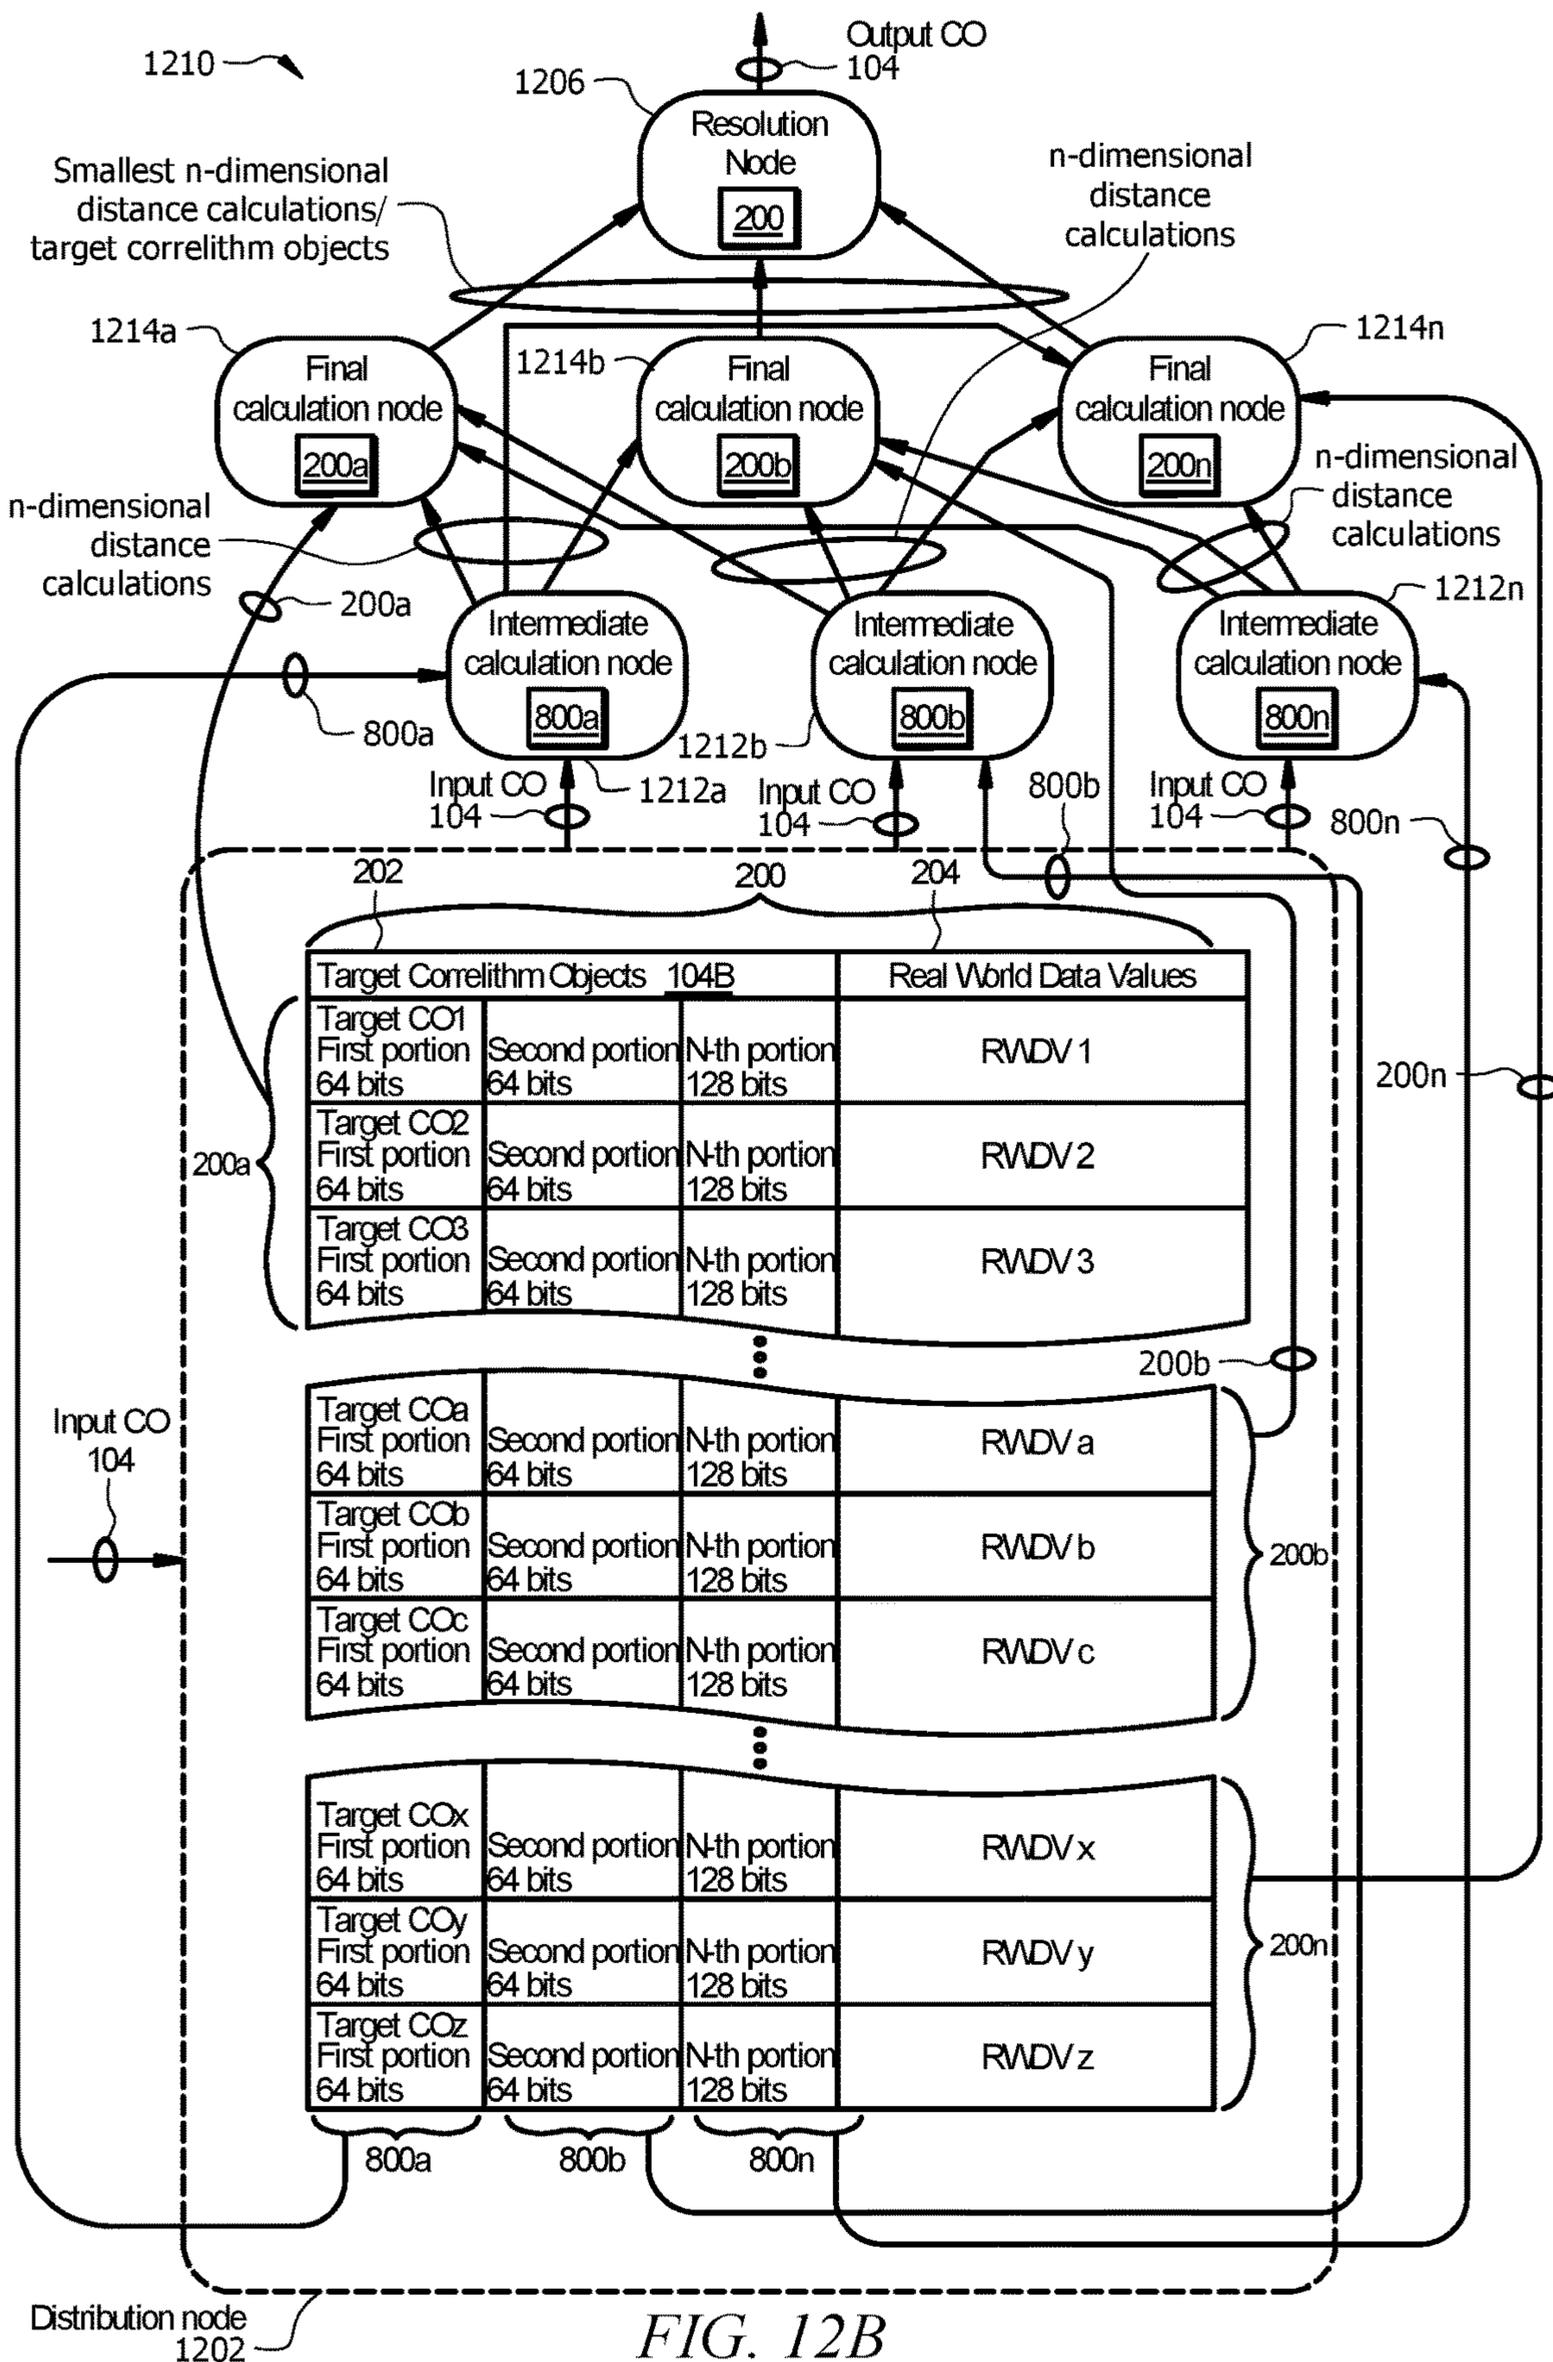 1210
Output CO
104
1206
Resolution
Node
200
Smallest n-dimensional
distance calculations/
target correlithm objects
n-dimensional
distance
calculations
1214a
Final
calculation node
200a
1214b
Final
calculation node
200b
1214n
Final
calculation node
200n
n-dimensional
distance
calculations
n-dimensional
distance
calculations
200a
800a
Intermediate
calculation node
800a
1212a
Intermediate
calculation node
800b
1212b
Intermediate
calculation node
800n
1212n
Input CO
104
Input CO
104
800b
Input CO
104
800n
202
200
204
Target Correlithm Objects 104B
Real World Data Values
Target CO1
First portion
64 bits
Second portion
64 bits
N-th portion
128 bits
RWDV 1
Target CO2
First portion
64 bits
Second portion
64 bits
N-th portion
128 bits
RWDV 2
Target CO3
First portion
64 bits
Second portion
64 bits
N-th portion
128 bits
RWDV 3
200a
200n
200b
Target COa
First portion
64 bits
Second portion
64 bits
N-th portion
128 bits
RWDV a
Target COb
First portion
64 bits
Second portion
64 bits
N-th portion
128 bits
RWDV b
Target COc
First portion
64 bits
Second portion
64 bits
N-th portion
128 bits
RWDV c
200b
Input CO
104
Target COx
First portion
64 bits
Second portion
64 bits
N-th portion
128 bits
RWDV x
Target COy
First portion
64 bits
Second portion
64 bits
N-th portion
128 bits
RWDV y
Target COz
First portion
64 bits
Second portion
64 bits
N-th portion
128 bits
RWDV z
200n
800a
800b
800n
Distribution node
1202
FIG. 12B